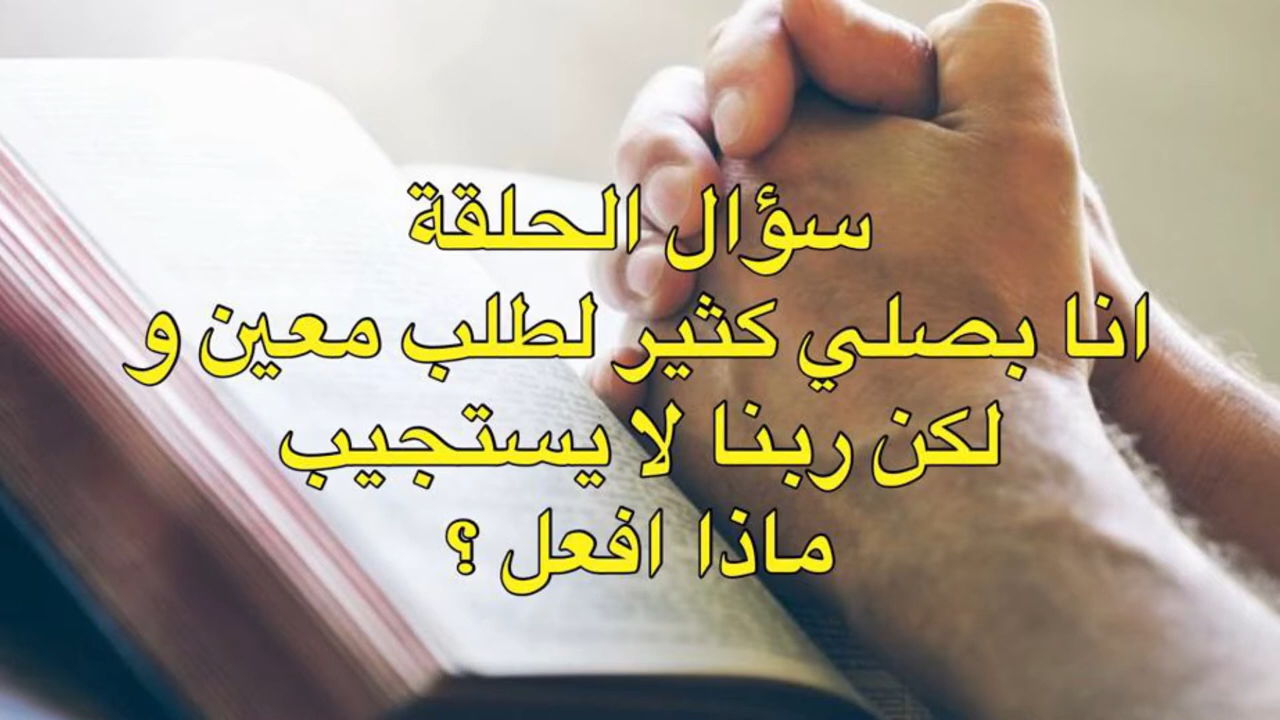 سؤال الحلقة
انا بصلي كثير لطلب معين و
لكن ربنا لا يستجيب
ماذا افعل ؟